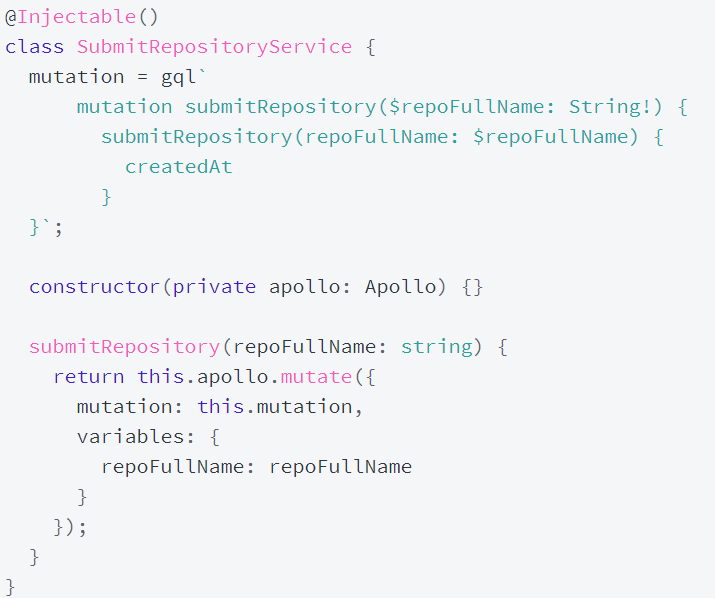 @Injectable()
class SubmitRepositoryService {
  mutation = gql`
      mutation submitRepository($repoFullName: String!) {
        submitRepository(repoFullName: $repoFullName) {
          createdAt
        }
  }`;

  constructor(private apollo: Apollo) {}

  submitRepository(repoFullName: string) {
    return this.apollo.mutate({
      mutation: this.mutation,
      variables: {
        repoFullName: repoFullName
      }
    });
  }
}